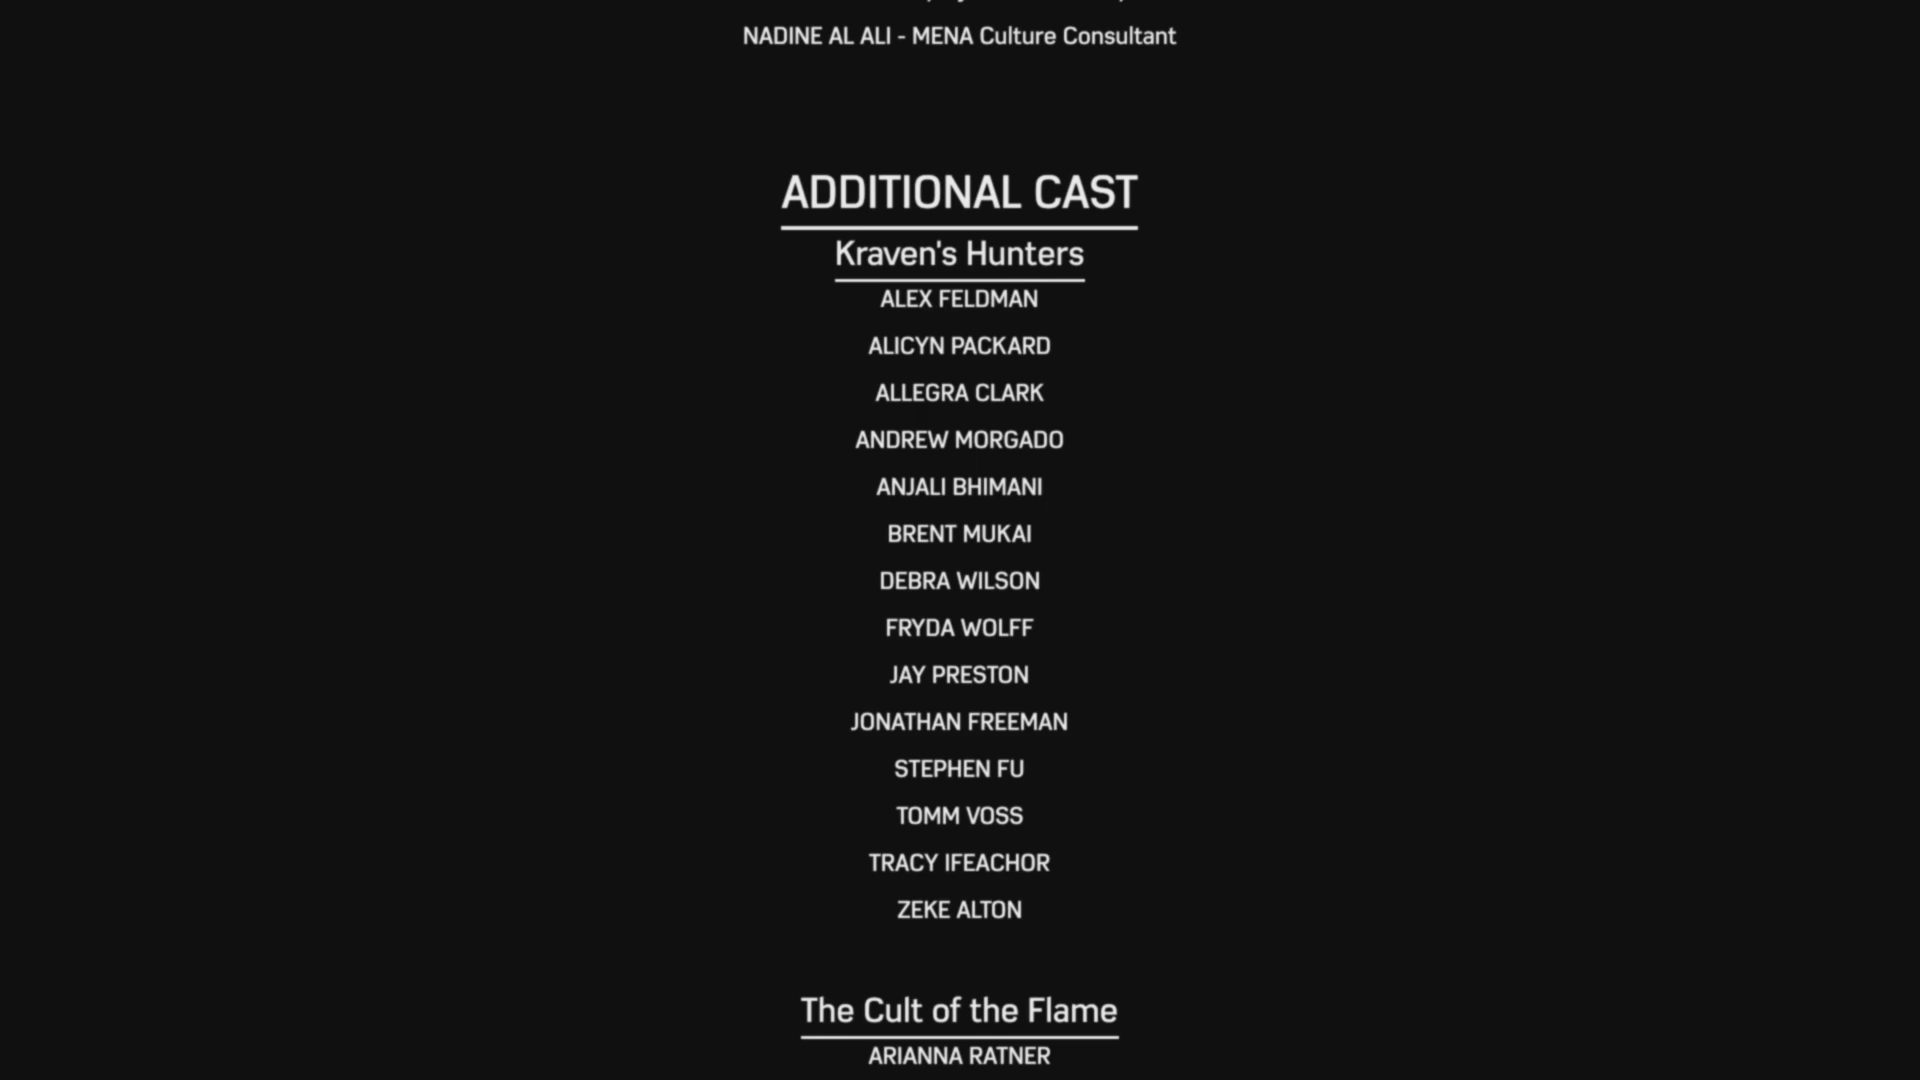 NADINE AL ALI - MENA Culture Consultant
ADDITIONAL CAST
Kraven's Hunters
ALEX FELDMAN
ALICYN PACKARD
ALLEGRA CLARK
ANDREW MORGADO
ANJALI BHIMANI
BRENT MUKAI
DEBRA WILSON
FRYDA WOLFF
JAY PRESTON
JONATHAN FREEMAN
STEPHEN FU
TOMM VOSS
TRACY IFEACHOR
ZEKE ALTON
The Cult of the Flame
ARIANNA RATNER